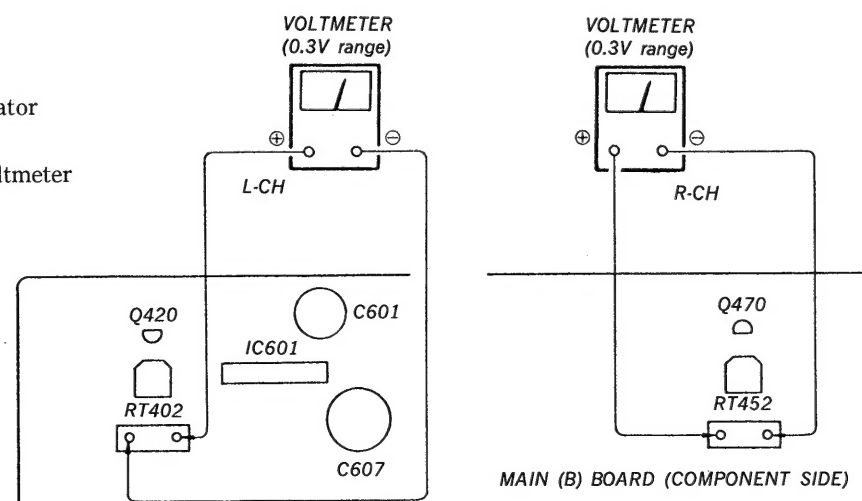 VOLTMETER
(0.3V range)
VOLTMETER
(0.3V range)
ator
ltmeter
⊕ ⊖
L-CH
⊕ ⊖
R-CH
Q420
C601
IC601
RT402
C607
Q470
RT452
MAIN (B) BOARD (COMPONENT SIDE)